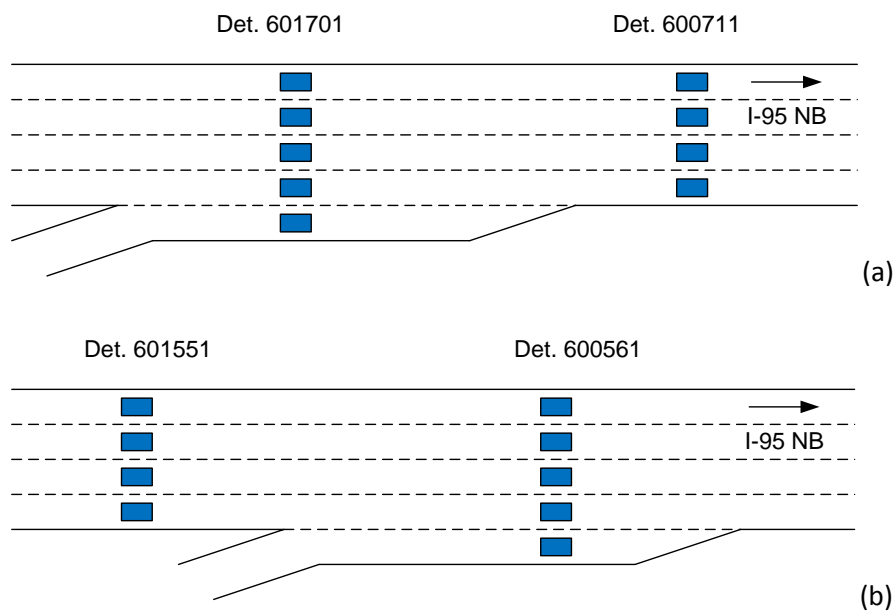 Det. 601701
Det. 600711
I-95 NB
(a)
Det. 601551
Det. 600561
I-95 NB
(b)